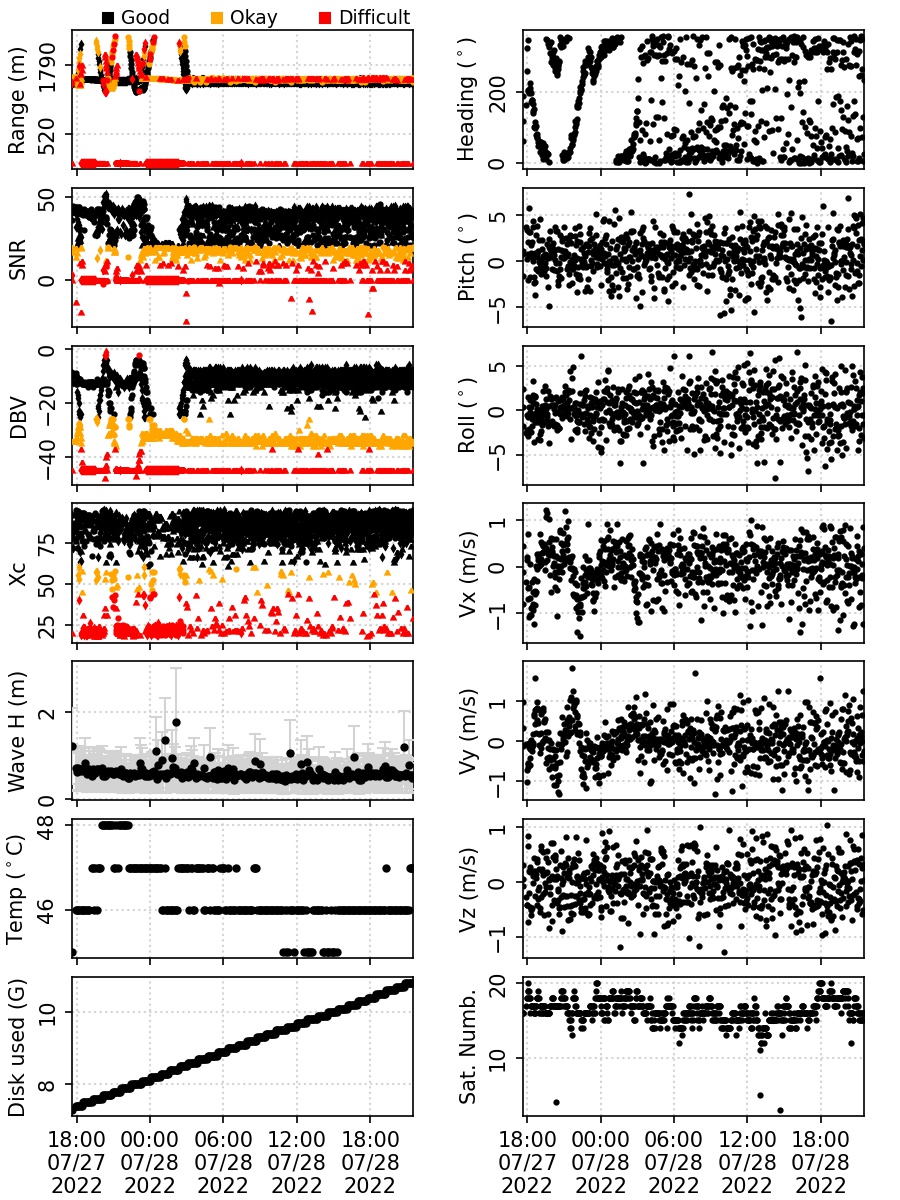 Good Okay Difficult
Range (m)
1790
520
Heading ( ° )
200
0
SNR
50
0
Pitch ( ° )
5
0
−5
DBV
0
−20
−40
Roll ( ° )
5
0
−5
Xc
75
50
25
Vx (m/s)
1
0
−1
Wave H (m)
2
0
Vy (m/s)
1
0
−1
Temp ( ° C)
48
46
Vz (m/s)
1
0
−1
Disk used (G)
10
8
Sat. Numb.
20
10
18:00 00:00 06:00 12:00 18:00
07/27 07/28 07/28 07/28 07/28
2022 2022 2022 2022 2022
18:00 00:00 06:00 12:00 18:00
07/27 07/28 07/28 07/28 07/28
2022 2022 2022 2022 2022